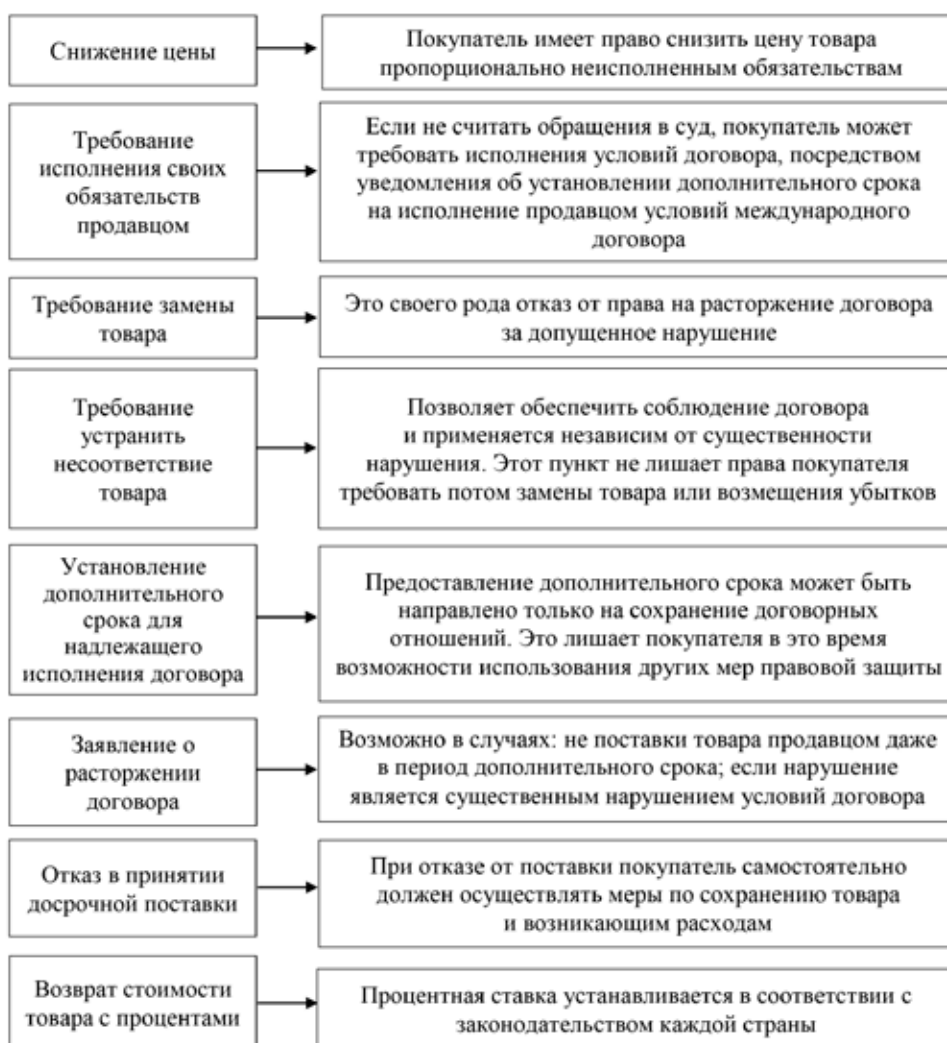 Снижение цены
Покупатель имеет право снизить цену товара
пропорционально неисполненным обязательствам
Требование
исполнения своих
обязательств
продавцом
Если не считать обращения в суд, покупатель может
требовать исполнения условий договора, посредством
уведомления об установлении дополнительного срока
на исполнение продавцом условий международного
договора
Требование замены
товара
Это своего рода отказ от права на расторжение договора
за допущенное нарушение
Требование
устранить
несоответствие
товара
Позволяет обеспечить соблюдение договора
и применяется независим от существенности
нарушения. Этот пункт не лишает права покупателя
требовать потом замены товара или возмещения убытков
Установление
дополнительного
срока для
надлежащего
исполнения договора
Предоставление дополнительного срока может быть
направлено только на сохранение договорных
отношений. Это лишает покупателя в это время
возможности использования других мер правовой защиты
Заявление о
расторжении
договора
Возможно в случаях: не поставки товара продавцом даже
в период дополнительного срока; если нарушение
является существенным нарушением условий договора
Отказ в принятии
досрочной поставки
При отказе от поставки покупатель самостоятельно
должен осуществлять меры по сохранению товара
и возникающим расходам
Возврат стоимости
товара с процентами
Процентная ставка устанавливается в соответствии с
законодательством каждой страны